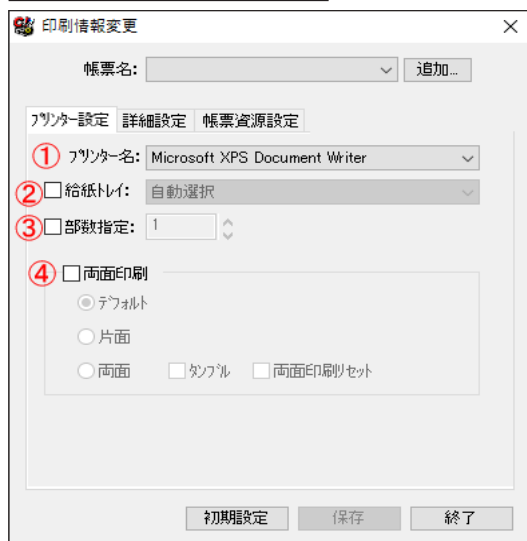 印刷情報変更
帳票名: 追加...
プリンター設定 詳細設定 帳票資源設定
① プリンター名: Microsoft XPS Document Writer
② 給紙トレイ: 自動選択
③ 部数指定: 1
④ 両面印刷
デフォルト
片面
両面 タンブル 両面印刷リセット
初期設定 保存 終了